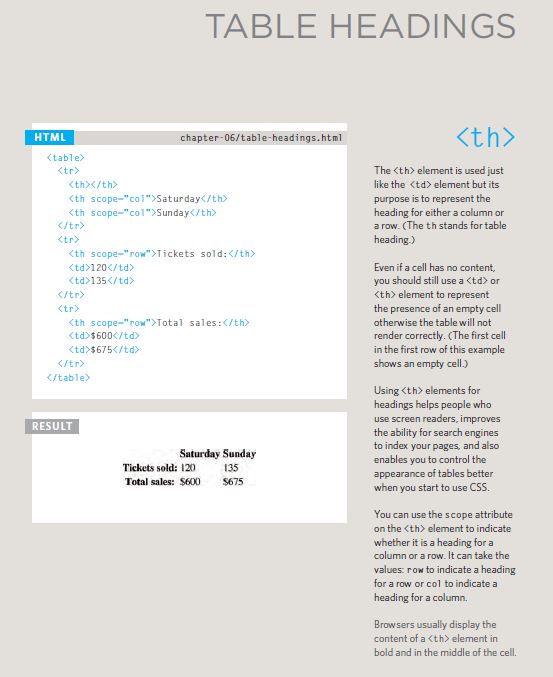 TABLE HEADINGS
HTML
chapter-06/table-headings.html
<table>
<tr>
<th></th>
<th scope="col">Saturday</th>
<th scope="col">Sunday</th>
</tr>
<tr>
<th scope="row">Tickets sold:</th>
<td>120</td>
<td>135</td>
</tr>
<tr>
<th scope="row">Total sales:</th>
<td>$600</td>
<td>$675</td>
</tr>
</table>
RESULT
Saturday Sunday
Tickets sold: 120 135
Total sales: $600 $675
<th>
The <th> element is used just
like the <td> element but its
purpose is to represent the
heading for either a column or
a row. (The th stands for table
heading.)
Even if a cell has no content,
you should still use a <td> or
<th> element to represent
the presence of an empty cell
otherwise the table will not
render correctly. (The first cell
in the first row of this example
shows an empty cell.)
Using <th> elements for
headings helps people who
use screen readers, improves
the ability for search engines
to index your pages, and also
enables you to control the
appearance of tables better
when you start to use CSS.
You can use the scope attribute
on the <th> element to indicate
whether it is a heading for a
column or a row. It can take the
values: row to indicate a heading
for a row or col to indicate a
heading for a column.
Browsers usually display the
content of a <th> element in
bold and in the middle of the cell.